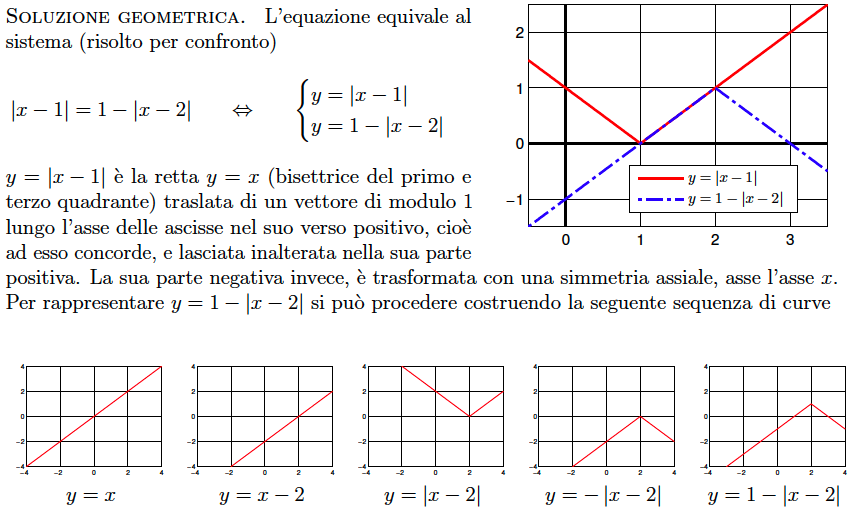 SOLUZIONE GEOMETRICA. L'equazione equivale al
sistema (risolto per confronto)
|x − 1| = 1 − |x − 2| ⇔ {y = |x − 1|
y = 1 − |x − 2|
y = |x − 1| è la retta y = x (bisettrice del primo e
terzo quadrante) traslata di un vettore di modulo 1
lungo l'asse delle ascisse nel suo verso positivo, cioè
ad esso concorde, e lasciata inalterata nella sua parte
positiva. La sua parte negativa invece, è trasformata con una simmetria assiale, asse l'asse x.
Per rappresentare y = 1 − |x − 2| si può procedere costruendo la seguente sequenza di curve
2
1
0
−1
0 1 2 3
y = |x − 1|
y = 1 − |x − 2|
4
2
0
−2
−4
−4 −2 0 2 4
y = x
4
2
0
−2
−4
−4 −2 0 2 4
y = x − 2
4
2
0
−2
−4
−4 −2 0 2 4
y = |x − 2|
4
2
0
−2
−4
−4 −2 0 2 4
y = − |x − 2|
4
2
0
−2
−4
−4 −2 0 2 4
y = 1 − |x − 2|